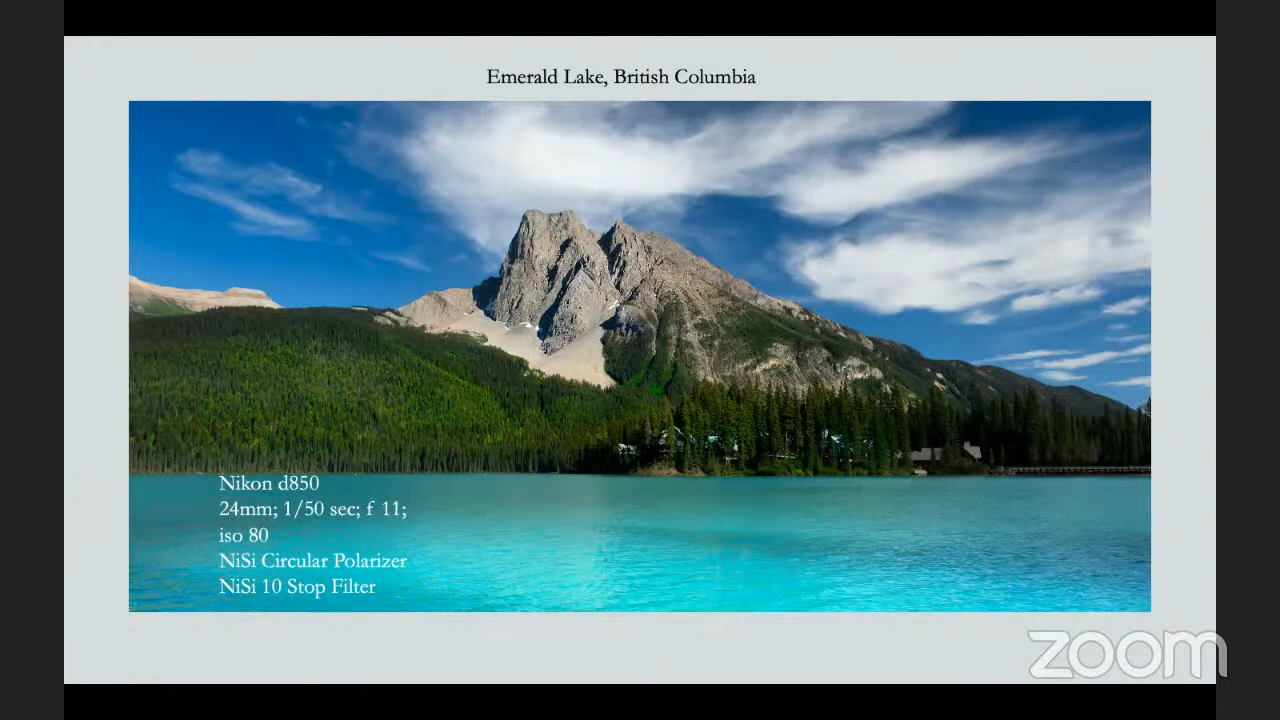 Emerald Lake, British Columbia
Nikon d850
24mm; 1/50 sec; f 11;
iso 80
NiSi Circular Polarizer
NiSi 10 Stop Filter
zoom